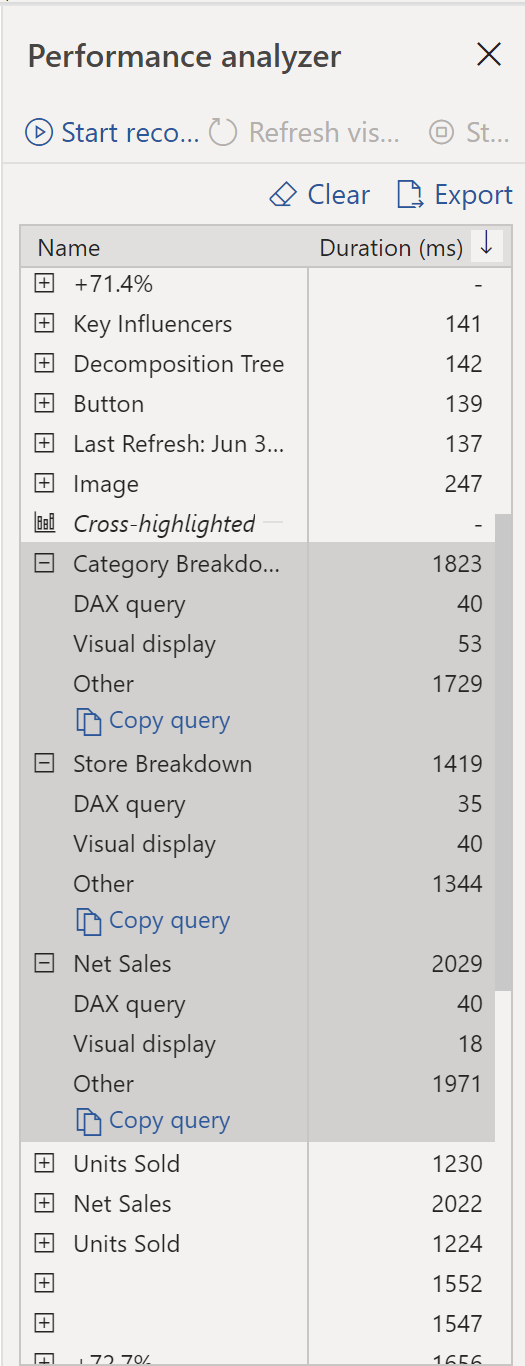 Performance analyzer
Start reco... Refresh vis... St...
Clear Export
Name Duration (ms)
+71.4% -
Key Influencers 141
Decomposition Tree 142
Button 139
Last Refresh: Jun 3... 137
Image 247
Cross-highlighted -
Category Breakdo... 1823
DAX query 40
Visual display 53
Other 1729
Copy query
Store Breakdown 1419
DAX query 35
Visual display 40
Other 1344
Copy query
Net Sales 2029
DAX query 40
Visual display 18
Other 1971
Copy query
Units Sold 1230
Net Sales 2022
Units Sold 1224
1552
1547
+72.7% 1656